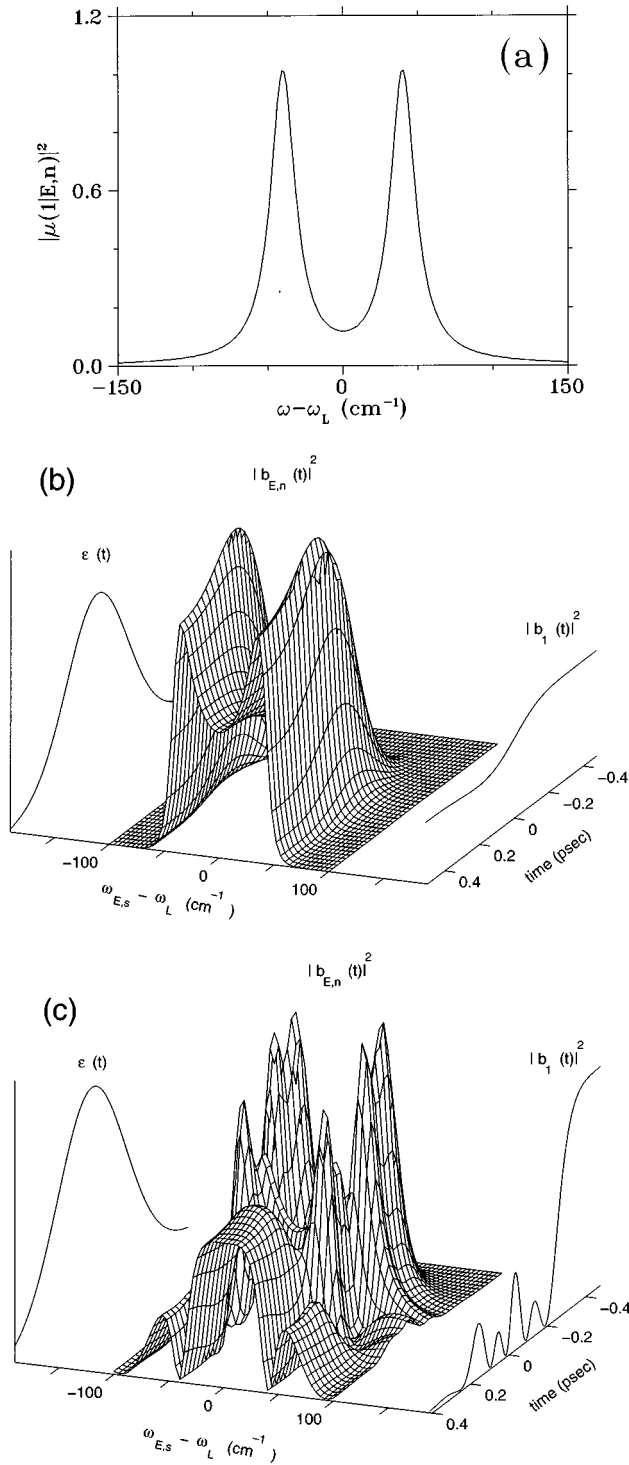 (a)
1.2
0.6
0.0
|μ(1|E,n)|²
−150
0
150
ω−ω_L (cm⁻¹)
(b)
| b_E,n (t)|²
ε (t)
| b_1 (t)|²
−100
0
100
ω_E,s − ω_L (cm⁻¹)
0.4
0.2
0
−0.2
−0.4
time (psec)
(c)
| b_E,n (t)|²
ε (t)
| b_1 (t)|²
−100
0
100
ω_E,s − ω_L (cm⁻¹)
0.4
0.2
0
−0.2
−0.4
time (psec)